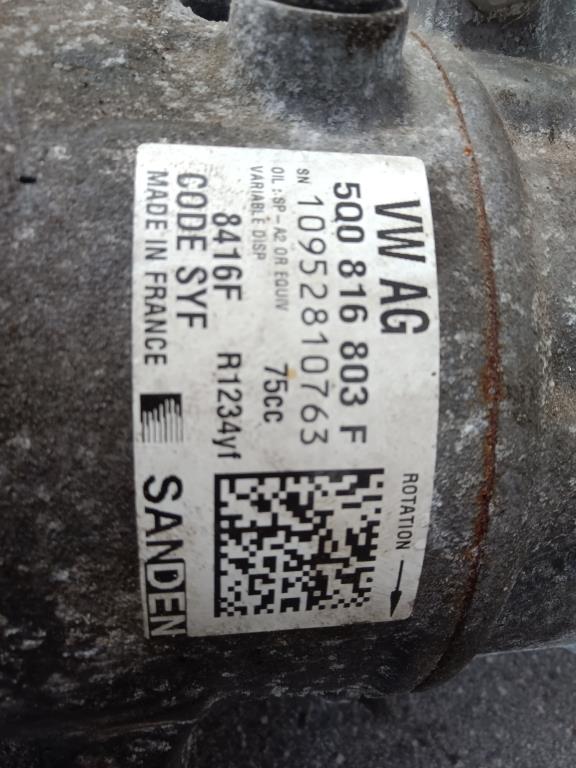 VW AG
5Q0 816 803 F
SN 10952810763
OIL : SP-A2 OR EQUIV 75cc
VARIABLE DISP
8416F R1234yf
CODE SYF
MADE IN FRANCE
SANDEN
ROTATION